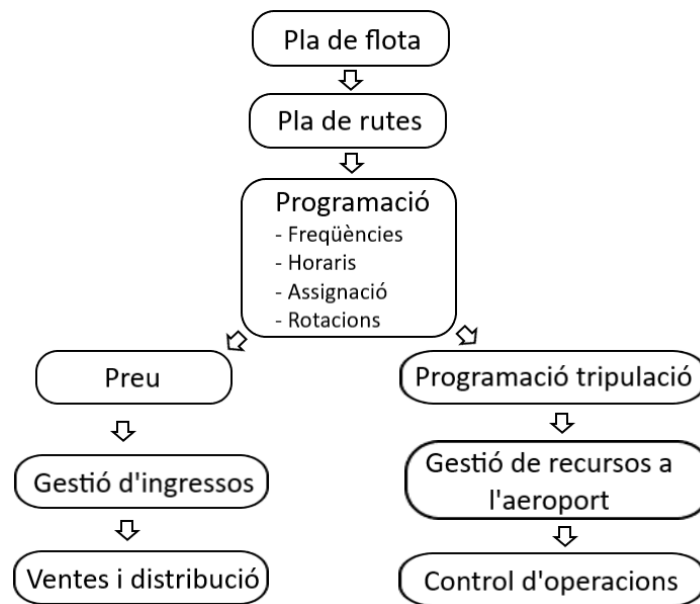 Pla de flota
Pla de rutes
Programació
- Freqüències
- Horaris
- Assignació
- Rotacions
Preu
Programació tripulació
Gestió d'ingressos
Gestió de recursos a
l'aeroport
Ventes i distribució
Control d'operacions